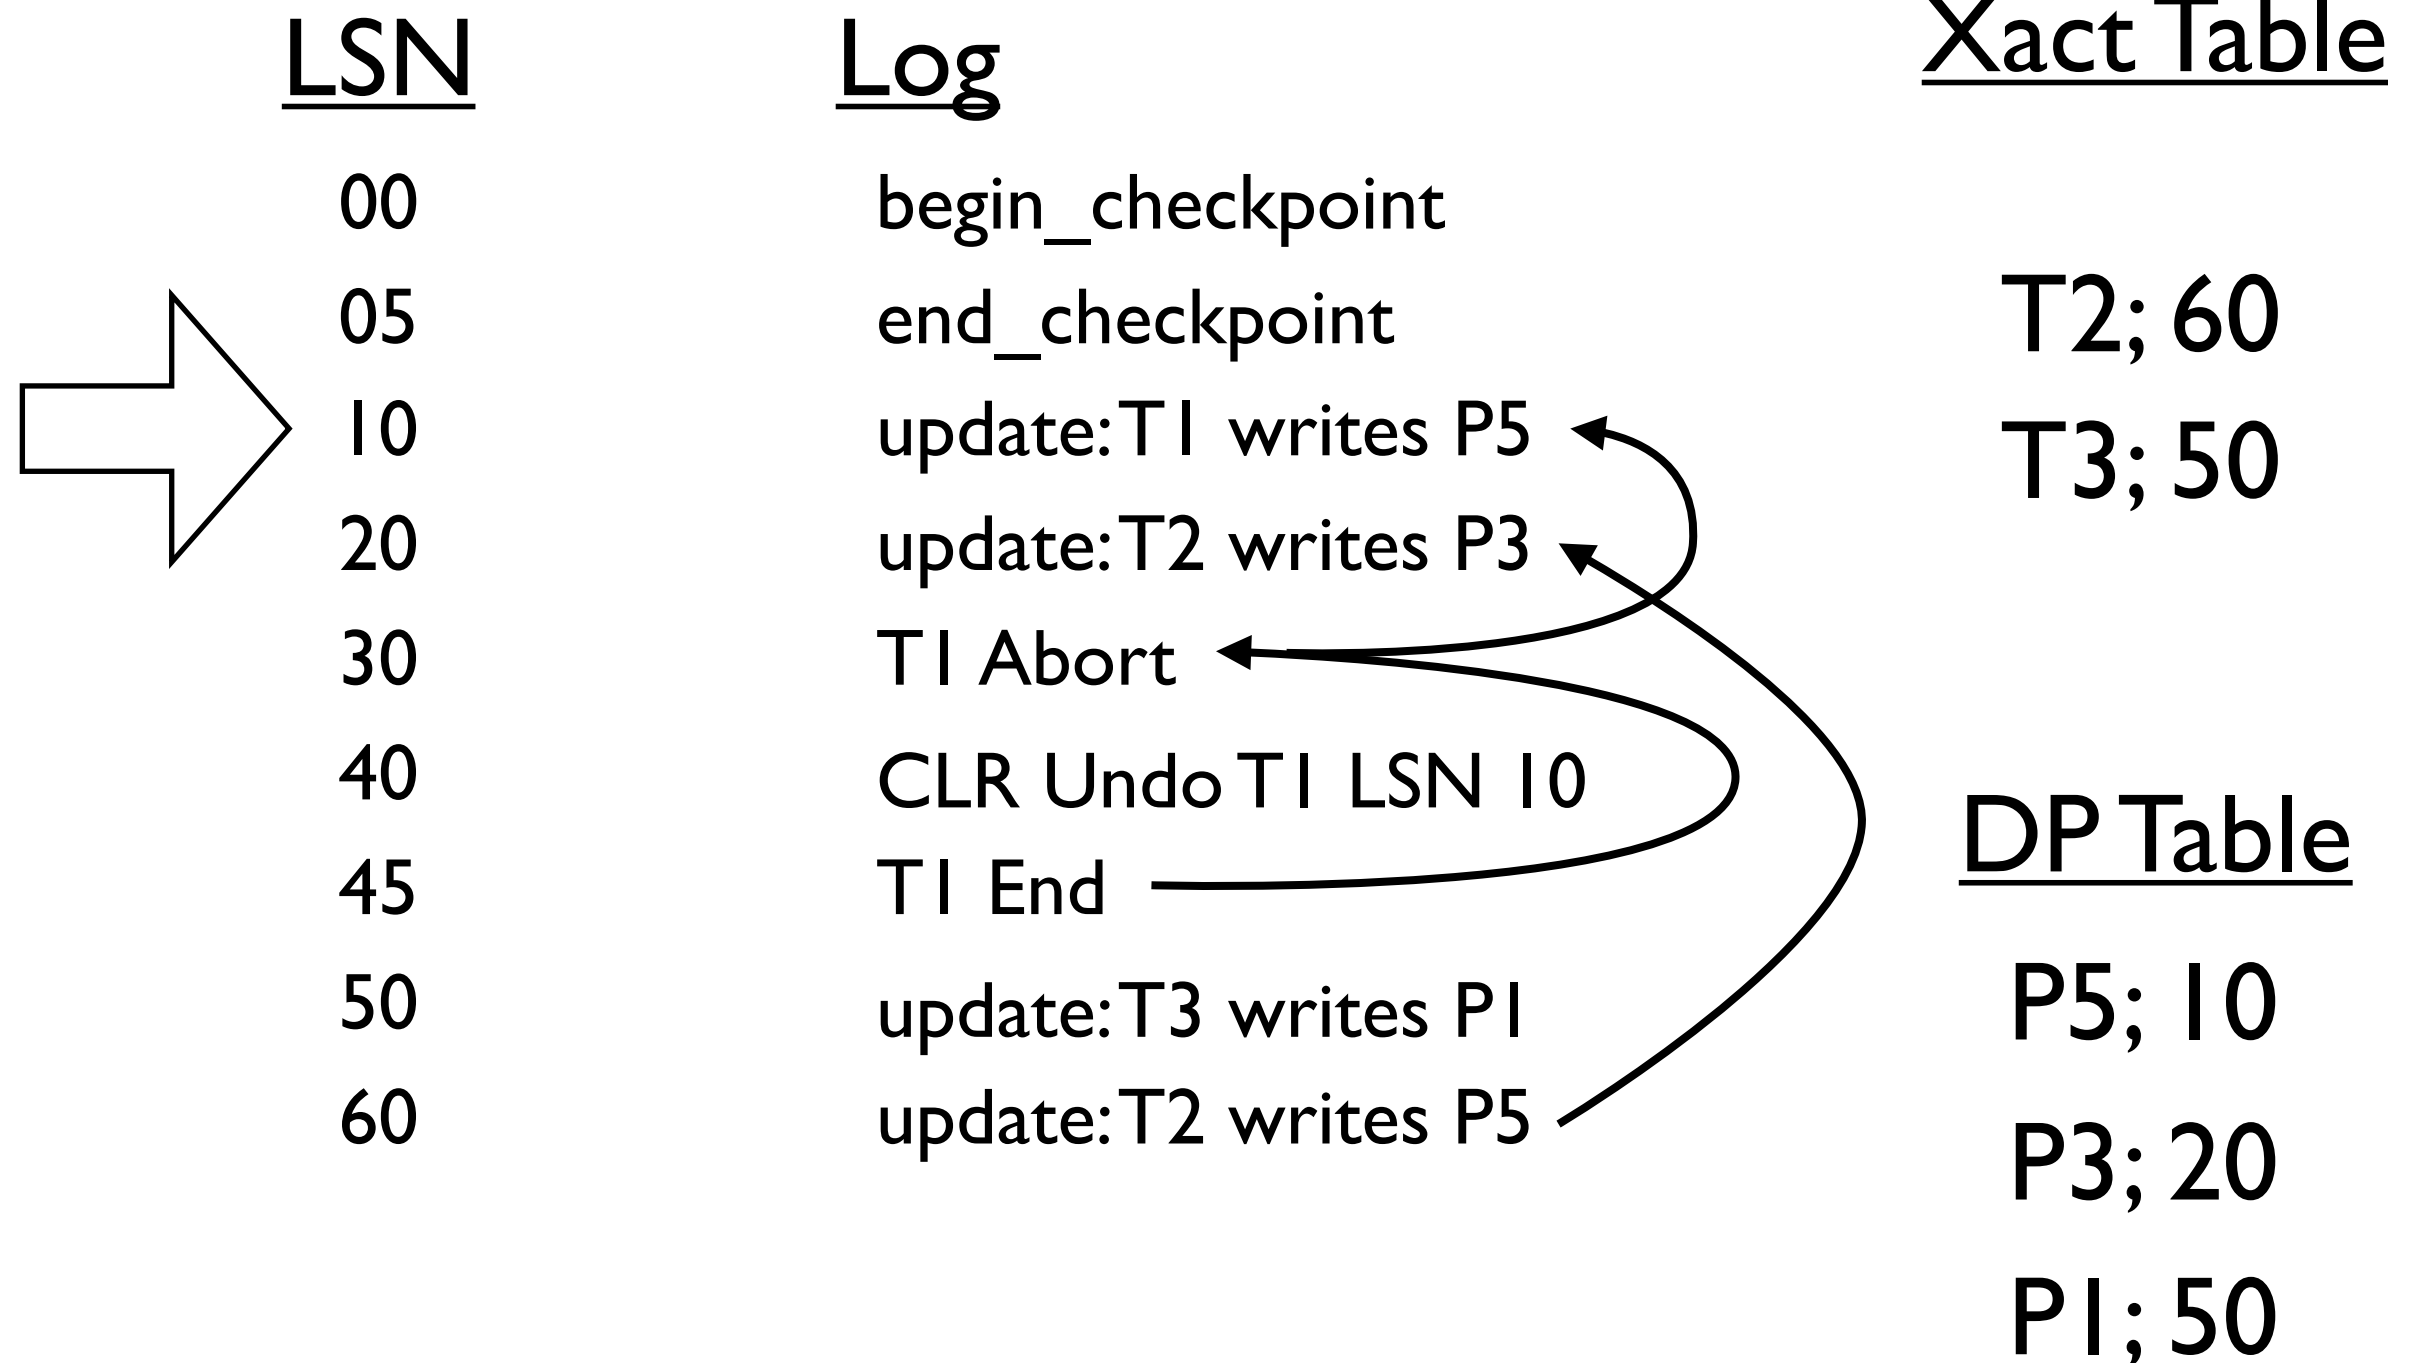 LSN Log Xact Table
00 begin_checkpoint
05 end_checkpoint
T2; 60
10 update: T1 writes P5
T3; 50
20 update: T2 writes P3
30 T1 Abort
40 CLR Undo T1 LSN 10
DP Table
45 T1 End
50 update: T3 writes P1
P5; 10
60 update: T2 writes P5
P3; 20
P1; 50